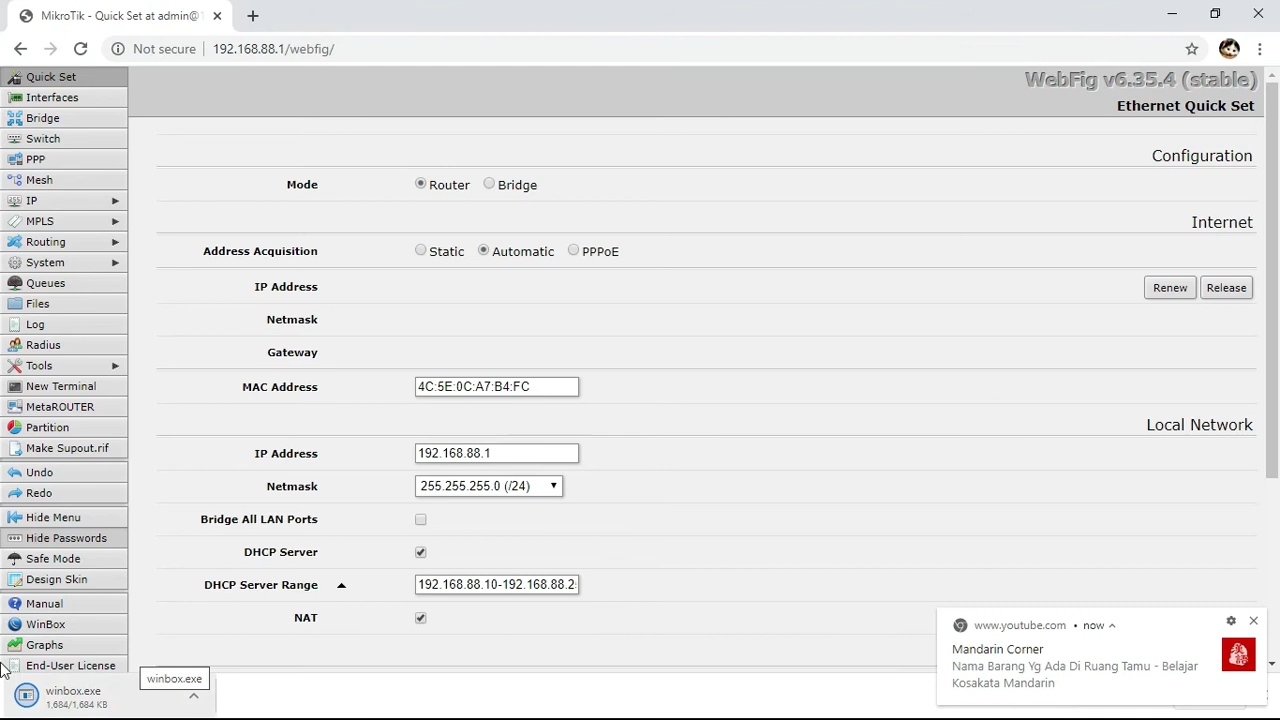 MikroTik - Quick Set at admin@1
Not secure
192.168.88.1/webfig/
Quick Set
Interfaces
Bridge
Switch
PPP
Mesh
IP
MPLS
Routing
System
Queues
Files
Log
Radius
Tools
New Terminal
MetaROUTER
Partition
Make Supout.rif
Undo
Redo
Hide Menu
Hide Passwords
Safe Mode
Design Skin
Manual
WinBox
Graphs
End-User License
WebFig v6.35.4 (stable)
Ethernet Quick Set
Configuration
Mode Router Bridge
Internet
Address Acquisition Static Automatic PPPoE
IP Address Renew Release
Netmask
Gateway
MAC Address 4C:5E:0C:A7:B4:FC
Local Network
IP Address 192.168.88.1
Netmask 255.255.255.0 (/24)
Bridge All LAN Ports
DHCP Server
DHCP Server Range 192.168.88.10-192.168.88.2
NAT
www.youtube.com • now
Mandarin Corner
Nama Barang Yg Ada Di Ruang Tamu - Belajar
Kosakata Mandarin
winbox.exe
winbox.exe
1,684/1,684 KB